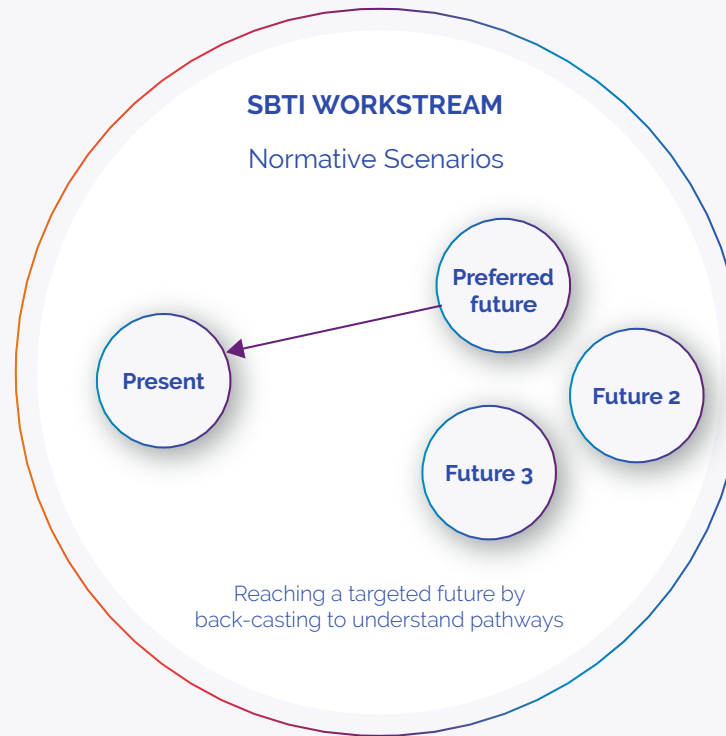 SBTI WORKSTREAM
Normative Scenarios
Preferred
future
Present
Future 2
Future 3
Reaching a targeted future by
back-casting to understand pathways